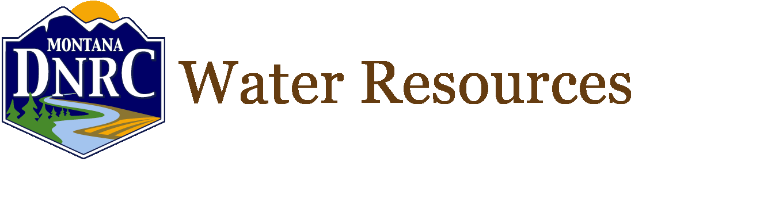 MONTANA
DNRC
Water Resources